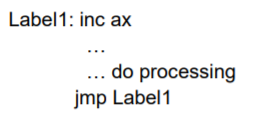 Label1: inc ax
…
… do processing
jmp Label1